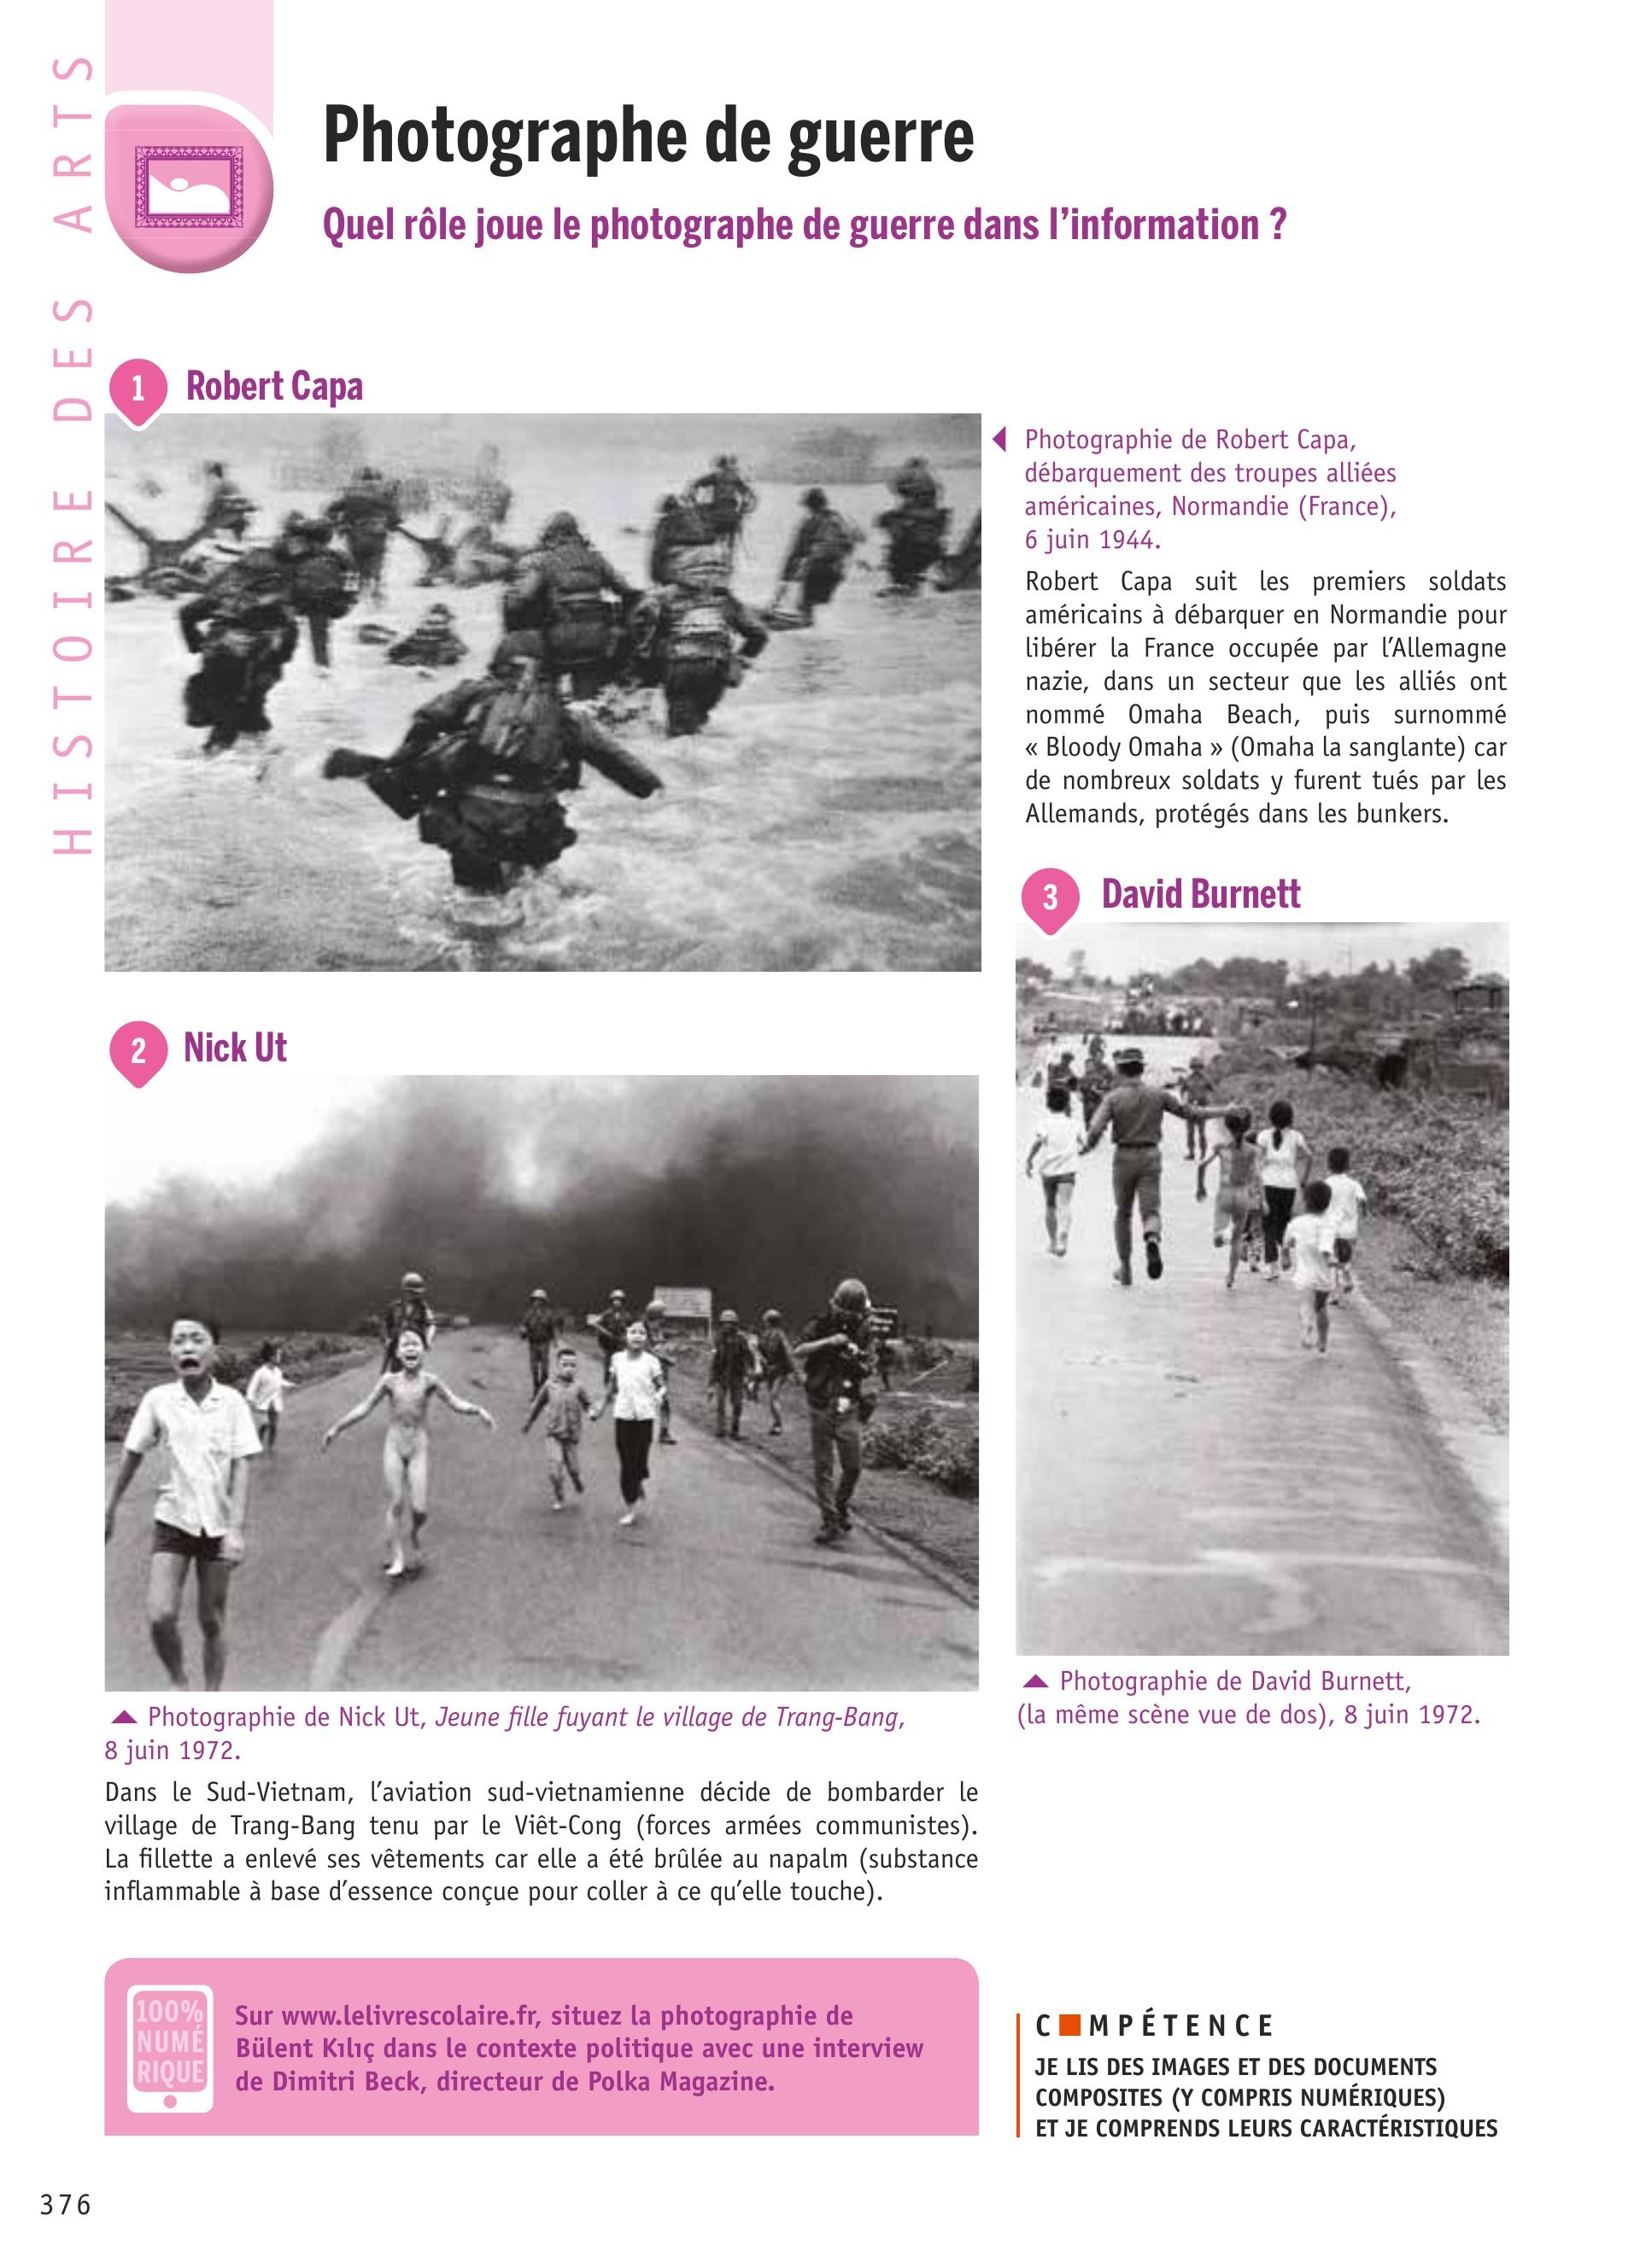 HISTOIRE DES ARTS
Photographe de guerre
Quel rôle joue le photographe de guerre dans l’information ?
1 Robert Capa
Photographie de Robert Capa,
débarquement des troupes alliées
américaines, Normandie (France),
6 juin 1944.
Robert Capa suit les premiers soldats
américains à débarquer en Normandie pour
libérer la France occupée par l’Allemagne
nazie, dans un secteur que les alliés ont
nommé Omaha Beach, puis surnommé
« Bloody Omaha » (Omaha la sanglante) car
de nombreux soldats y furent tués par les
Allemands, protégés dans les bunkers.
2 Nick Ut
Photographie de Nick Ut, Jeune fille fuyant le village de Trang-Bang,
8 juin 1972.
Dans le Sud-Vietnam, l’aviation sud-vietnamienne décide de bombarder le
village de Trang-Bang tenu par le Viêt-Cong (forces armées communistes).
La fillette a enlevé ses vêtements car elle a été brûlée au napalm (substance
inflammable à base d’essence conçue pour coller à ce qu’elle touche).
3 David Burnett
Photographie de David Burnett,
(la même scène vue de dos), 8 juin 1972.
100%
NUMÉ
RIQUE
Sur www.lelivrescolaire.fr, situez la photographie de
Bülent Kılıç dans le contexte politique avec une interview
de Dimitri Beck, directeur de Polka Magazine.
C■MPÉTENCE
JE LIS DES IMAGES ET DES DOCUMENTS
COMPOSITES (Y COMPRIS NUMÉRIQUES)
ET JE COMPRENDS LEURS CARACTÉRISTIQUES
376